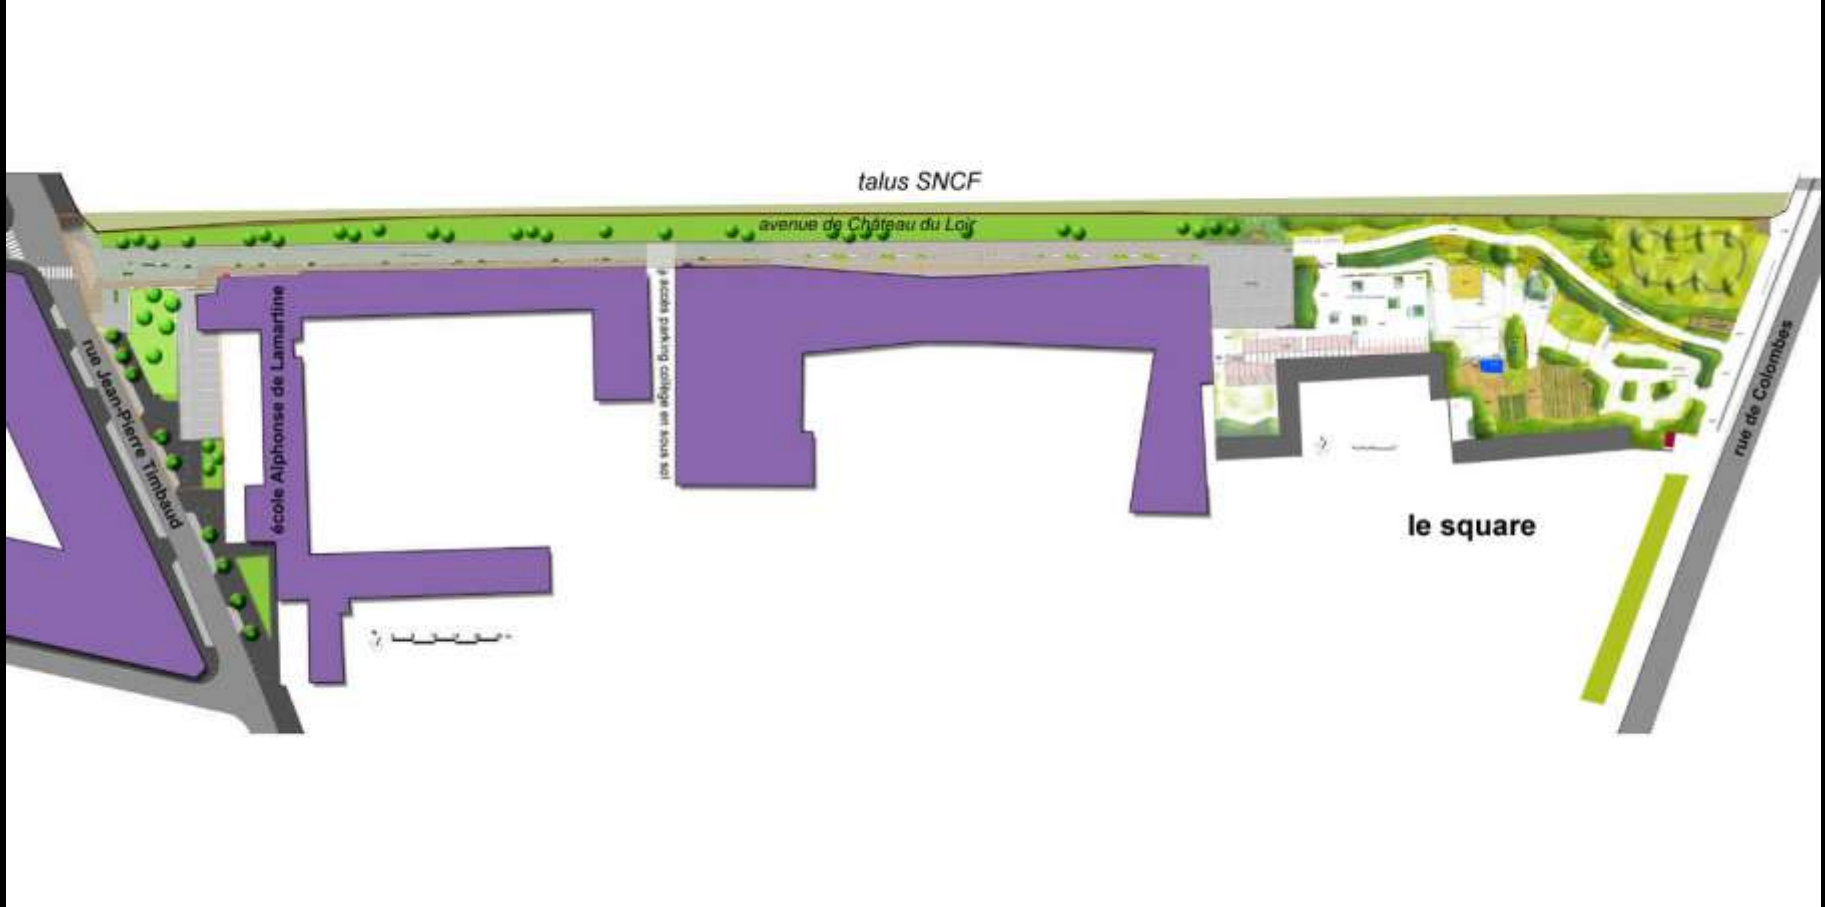 talus SNCF
avenue de Château du Loir
école Alphonse de Lamartine
accès parking collège en sous sol
rue Jean-Pierre Timbaud
rue de Colombes
le square